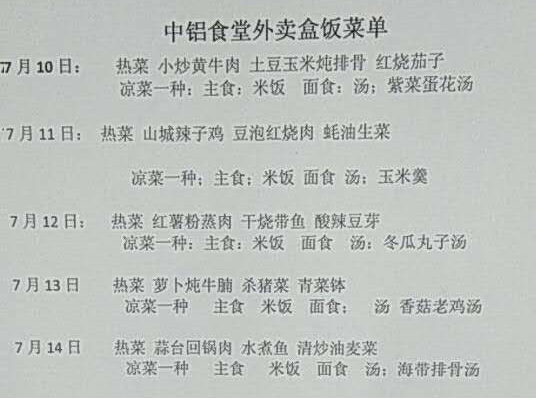 中铝食堂外卖盒饭菜单
7月10日： 热菜 小炒黄牛肉 土豆玉米炖排骨 红烧茄子
凉菜一种：主食：米饭 面食：汤；紫菜蛋花汤
7月11日： 热菜 山城辣子鸡 豆泡红烧肉 蚝油生菜
凉菜一种；主食；米饭 面食 汤；玉米羹
7月12日： 热菜 红薯粉蒸肉 干烧带鱼 酸辣豆芽
凉菜一种：主食：米饭 面食 汤：冬瓜丸子汤
7月13日 热菜 萝卜炖牛腩 杀猪菜 青菜钵
凉菜一种 主食 米饭 面食； 汤 香菇老鸡汤
7月14日 热菜 蒜台回锅肉 水煮鱼 清炒油麦菜
凉菜一种 主食 米饭 面食 汤；海带排骨汤